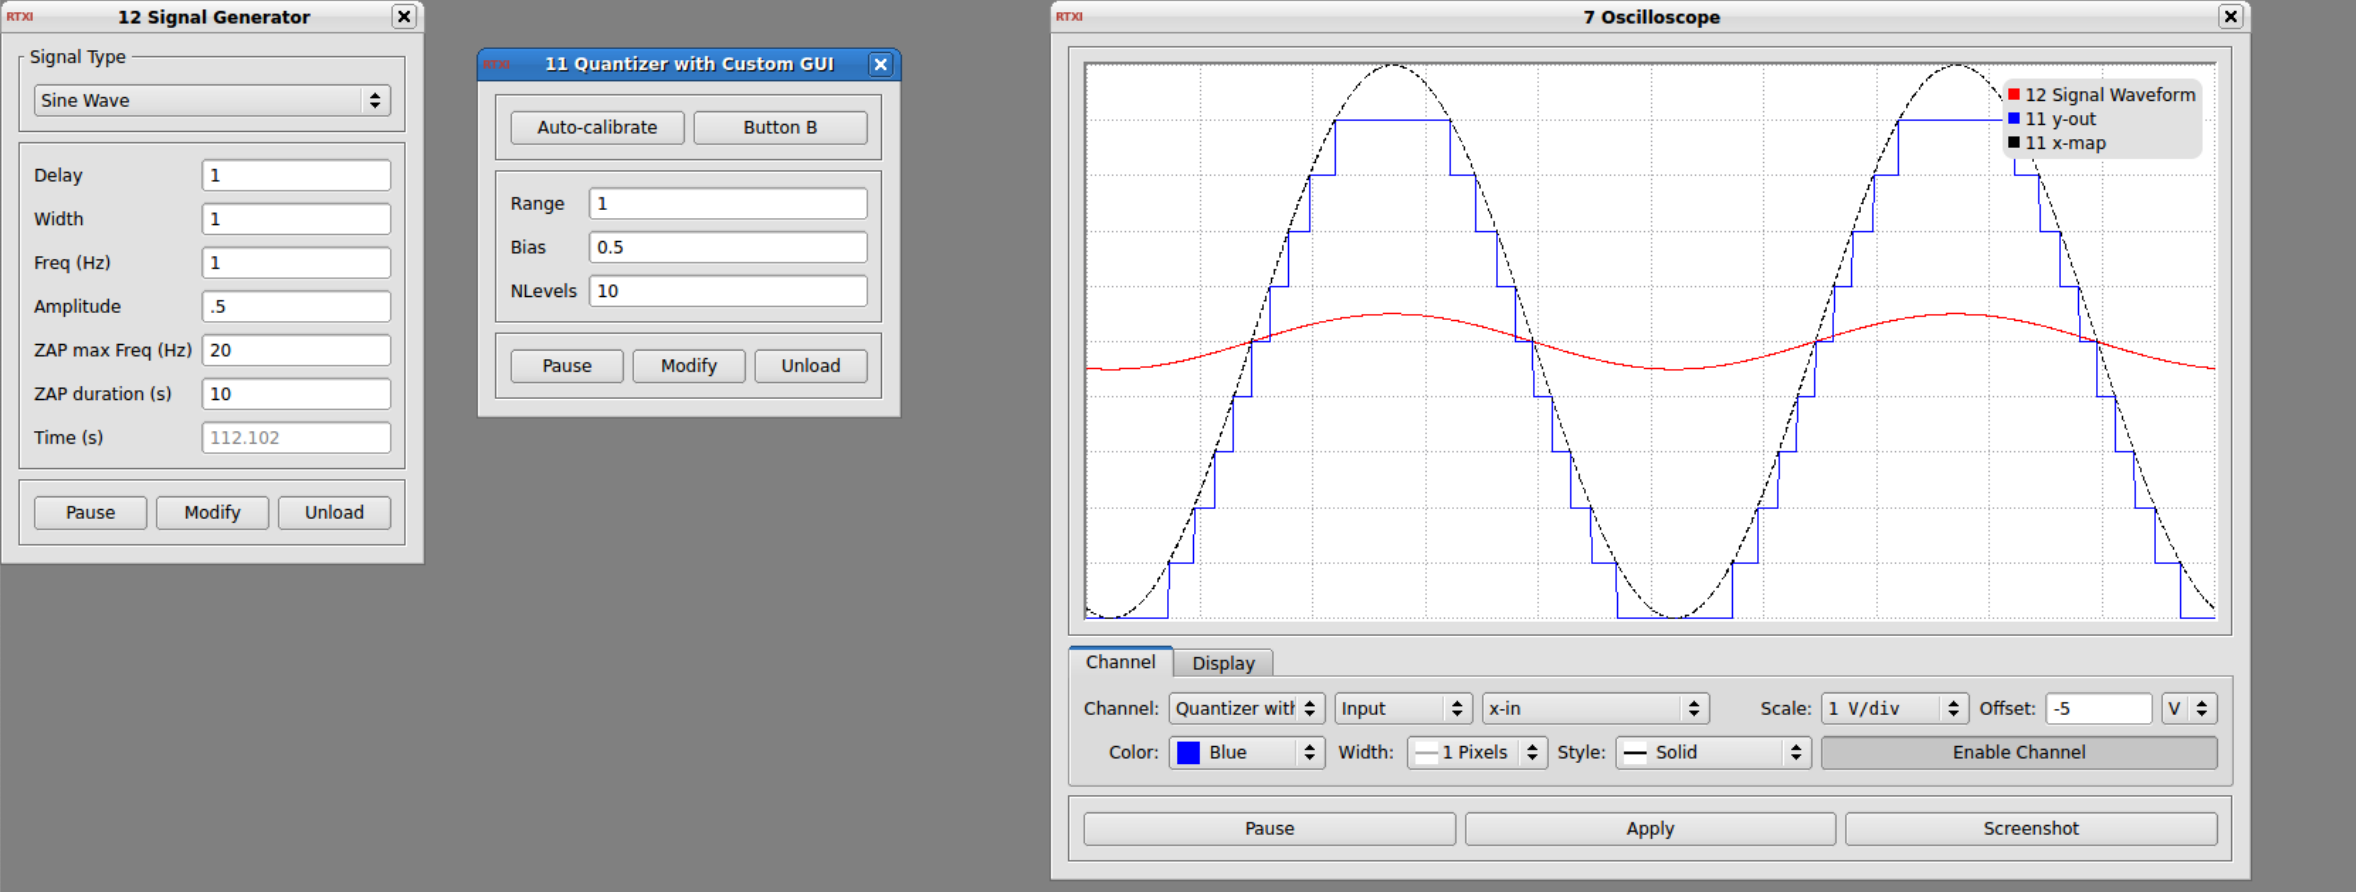 RTXI 12 Signal Generator
Signal Type
Sine Wave
Delay 1
Width 1
Freq (Hz) 1
Amplitude .5
ZAP max Freq (Hz) 20
ZAP duration (s) 10
Time (s) 112.102
Pause Modify Unload
RTXI 11 Quantizer with Custom GUI
Auto-calibrate Button B
Range 1
Bias 0.5
NLevels 10
Pause Modify Unload
RTXI 7 Oscilloscope
12 Signal Waveform
11 y-out
11 x-map
Channel Display
Channel: Quantizer with Input x-in Scale: 1 V/div Offset: -5 V
Color: Blue Width: 1 Pixels Style: Solid Enable Channel
Pause Apply Screenshot